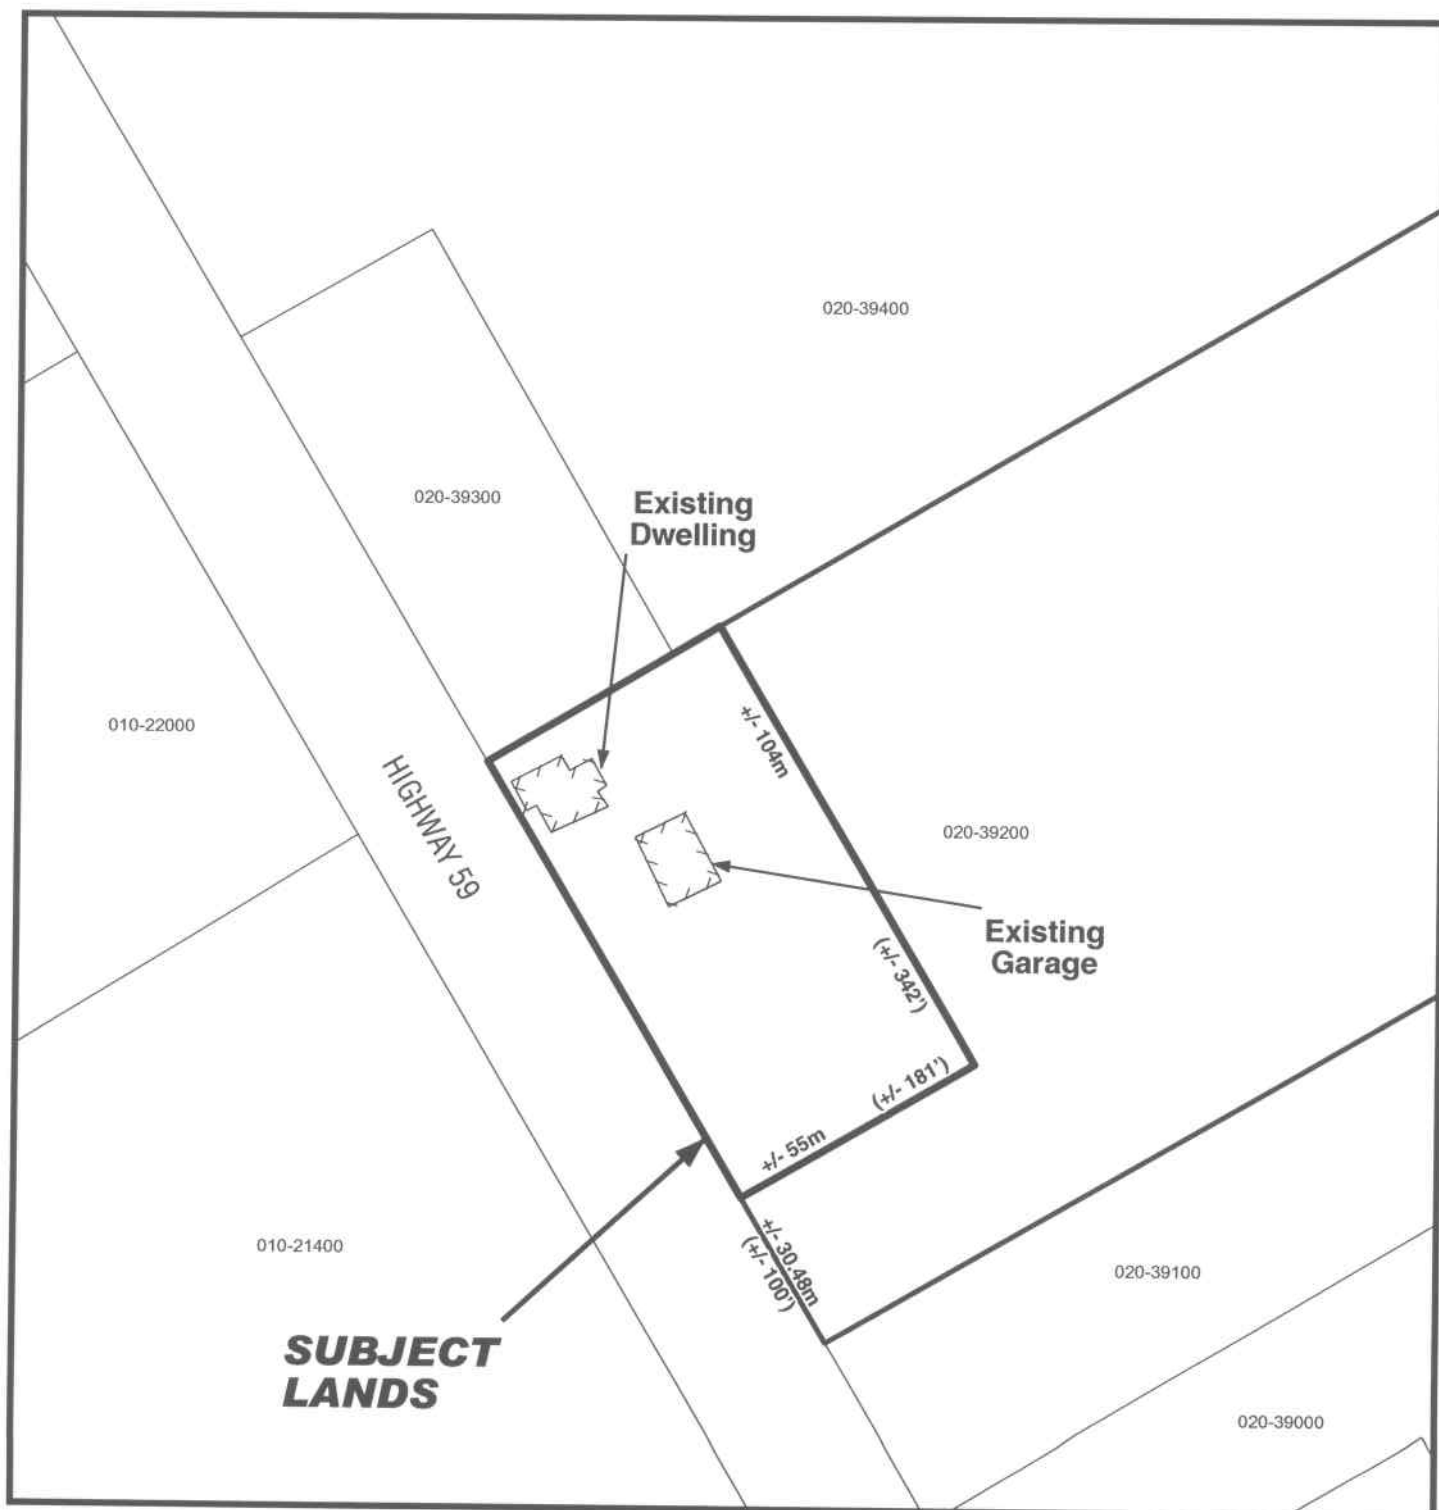 020-39400
020-39300
Existing
Dwelling
+/- 104m
010-22000
HIGHWAY 59
020-39200
Existing
Garage
(+/- 342')
(+/- 181')
+/- 55m
+/- 30.48m
(+/- 100')
010-21400
020-39100
SUBJECT
LANDS
020-39000